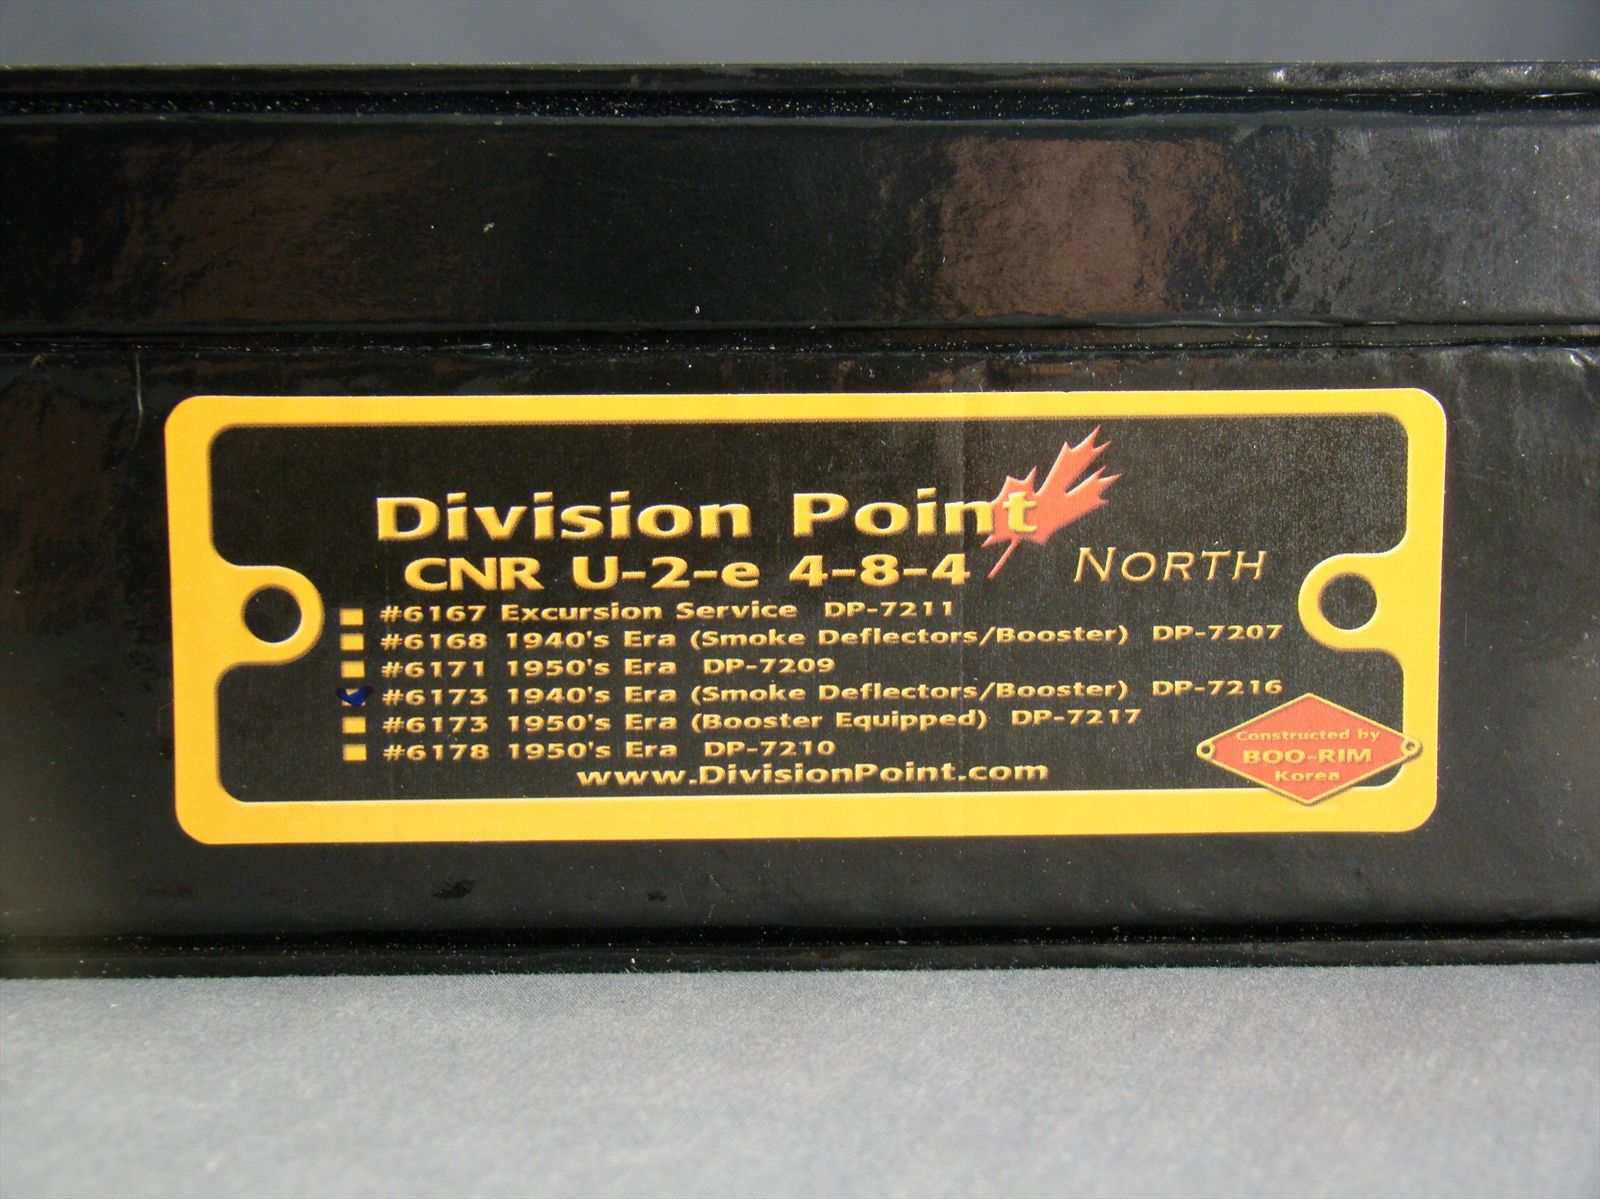 Division Point
CNR U-2-e 4-8-4 NORTH
#6167 Excursion Service DP-7211
#6168 1940's Era (Smoke Deflectors/Booster) DP-7207
#6171 1950's Era DP-7209
#6173 1940's Era (Smoke Deflectors/Booster) DP-7216
#6173 1950's Era (Booster Equipped) DP-7217
#6178 1950's Era DP-7210
www.DivisionPoint.com
Constructed by
BOO-RIM
Korea